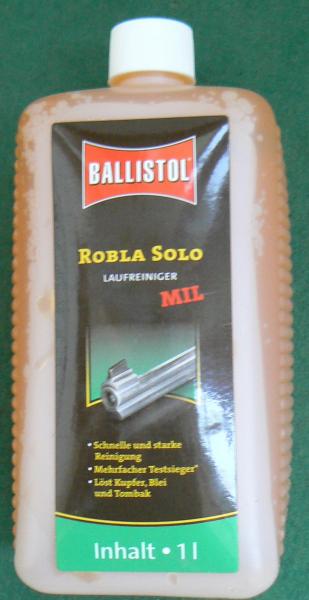 BALLISTOL®
ROBLA SOLO
LAUFREINIGER
MIL
• Schnelle und starke
Reinigung
• Mehrfacher Testsieger*
• Löst Kupfer, Blei
und Tombak
Inhalt • 1 l